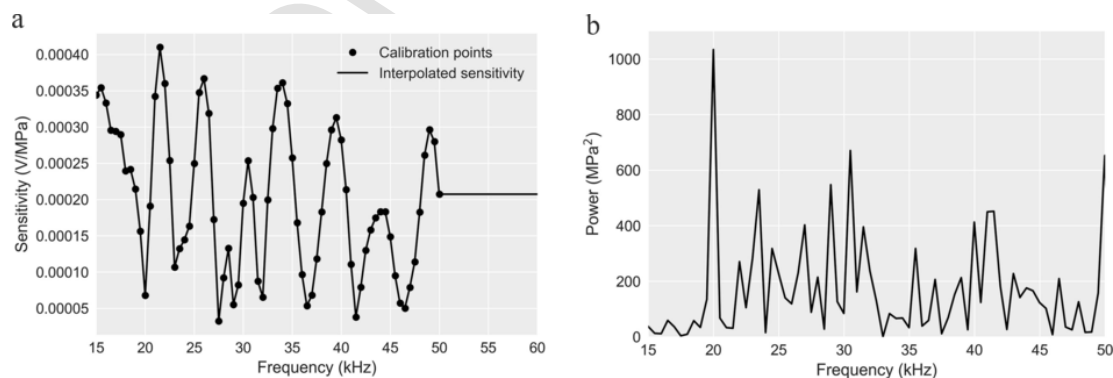 a
0.00040
0.00035
0.00030
0.00025
0.00020
0.00015
0.00010
0.00005
Sensitivity (V/MPa)
Calibration points
Interpolated sensitivity
15 20 25 30 35 40 45 50 55 60
Frequency (kHz)
b
1000
800
600
400
200
0
Power (MPa²)
15 20 25 30 35 40 45 50
Frequency (kHz)